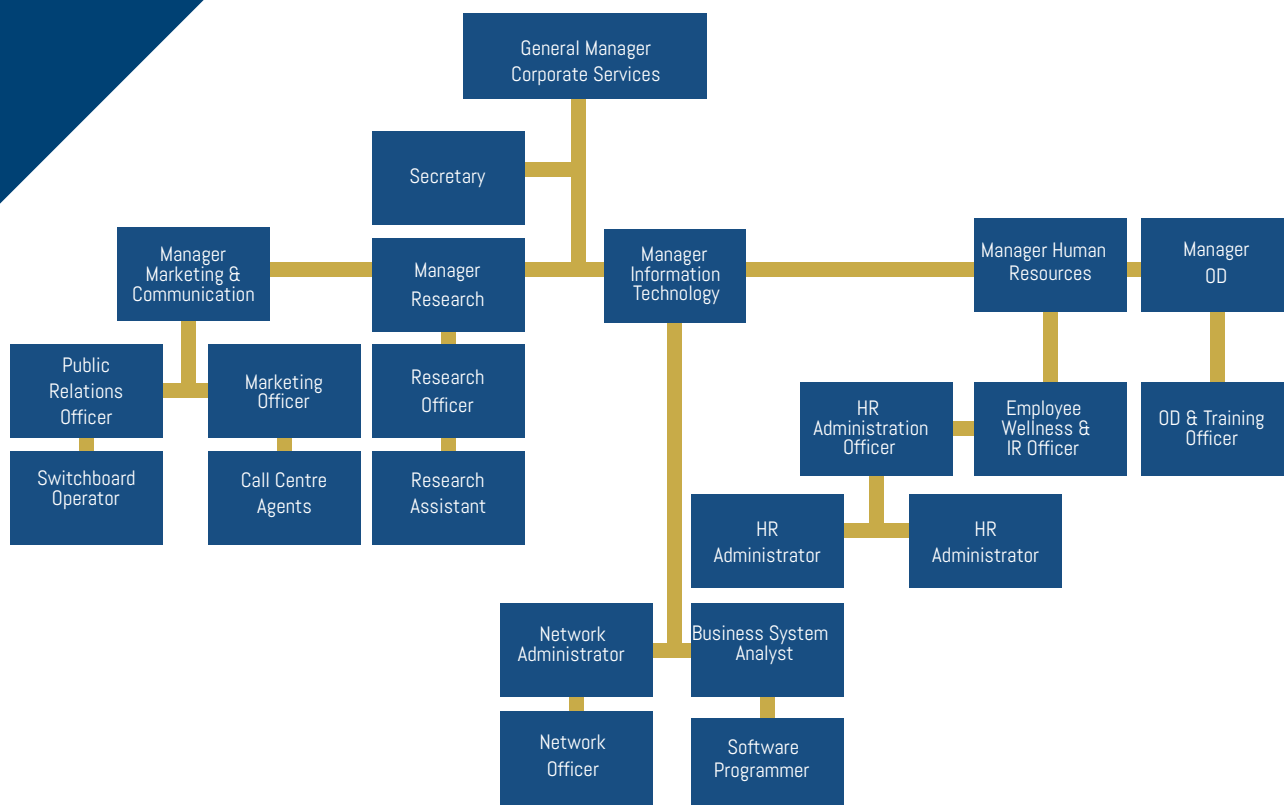 General Manager
Corporate Services
Secretary
Manager
Marketing &
Communication
Manager
Research
Manager
Information
Technology
Manager Human
Resources
Manager
OD
Public
Relations
Officer
Marketing
Officer
Research
Officer
HR
Administration
Officer
Employee
Wellness &
IR Officer
OD & Training
Officer
Switchboard
Operator
Call Centre
Agents
Research
Assistant
HR
Administrator
HR
Administrator
Network
Administrator
Business System
Analyst
Network
Officer
Software
Programmer